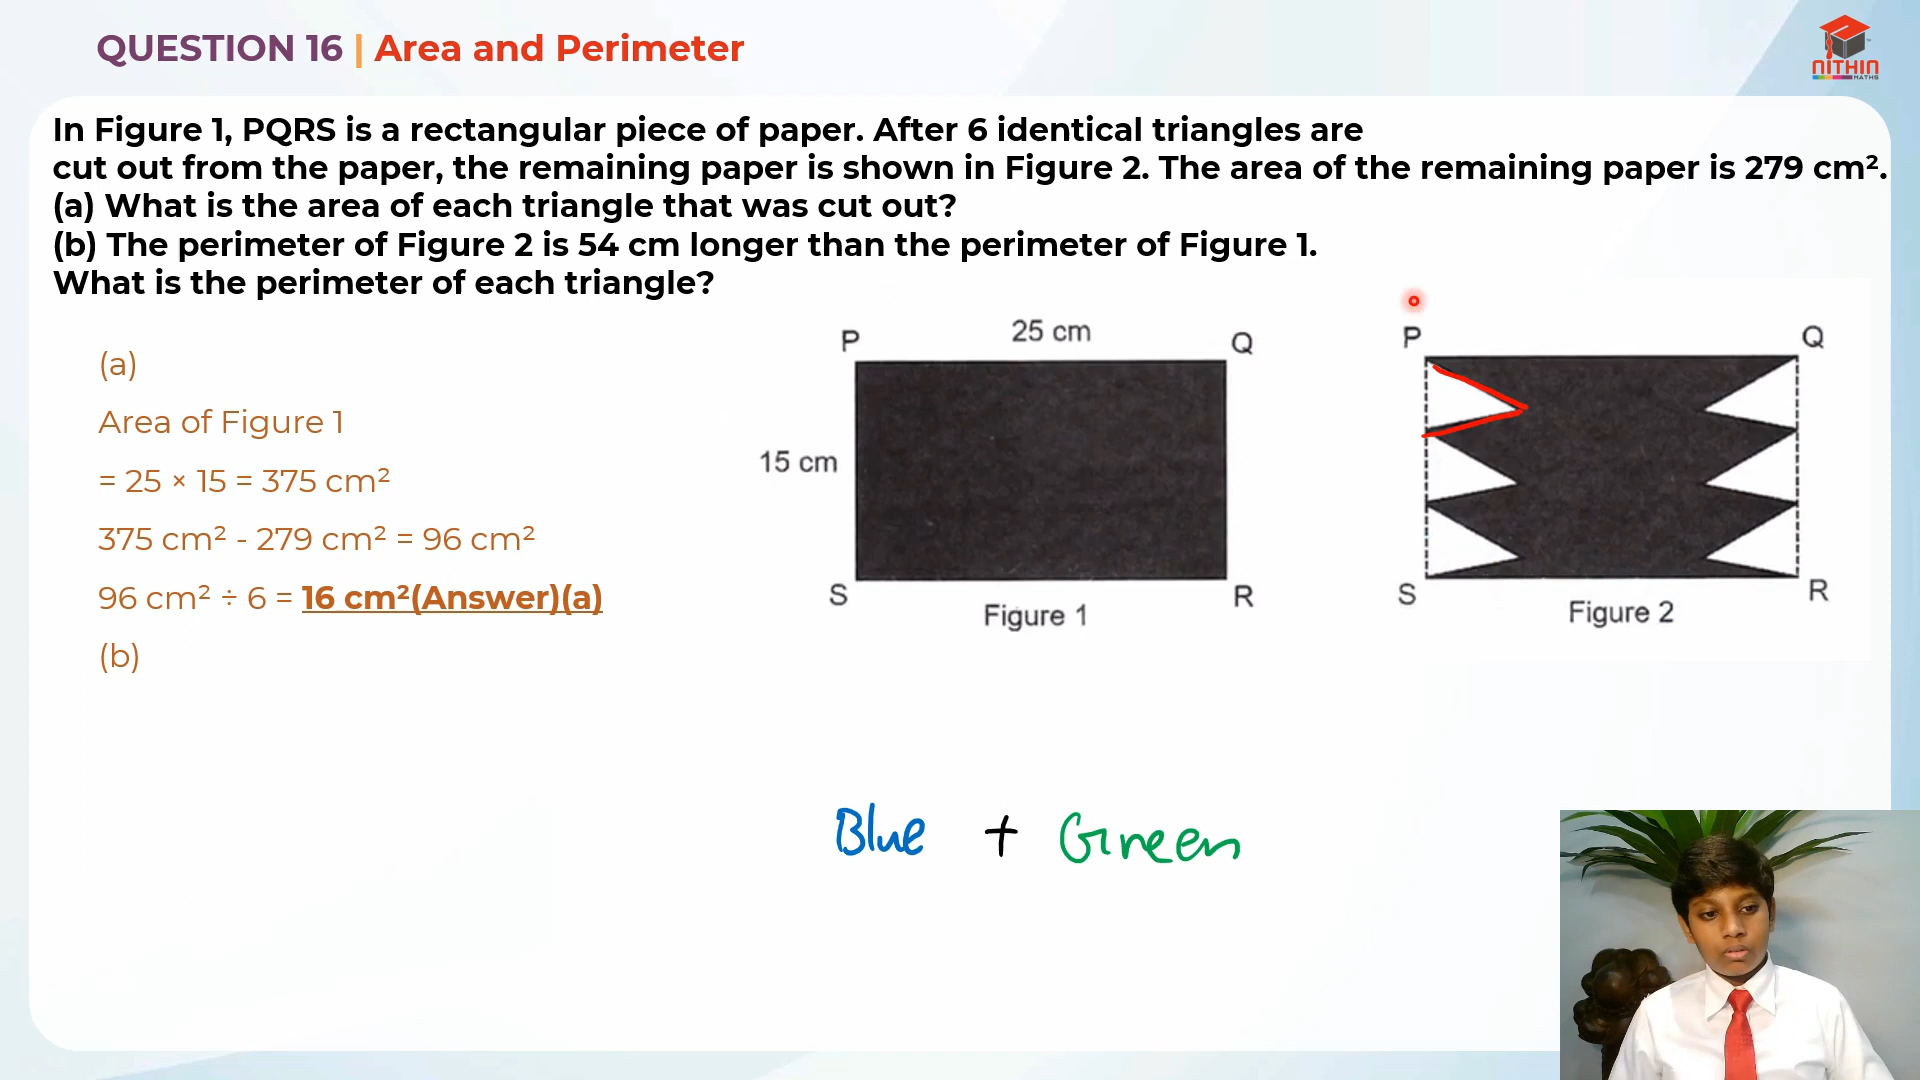 QUESTION 16 | Area and Perimeter
NITHIN
MATHS
In Figure 1, PQRS is a rectangular piece of paper. After 6 identical triangles are
cut out from the paper, the remaining paper is shown in Figure 2. The area of the remaining paper is 279 cm².
(a) What is the area of each triangle that was cut out?
(b) The perimeter of Figure 2 is 54 cm longer than the perimeter of Figure 1.
What is the perimeter of each triangle?
(a)
Area of Figure 1
= 25 × 15 = 375 cm²
375 cm² - 279 cm² = 96 cm²
96 cm² ÷ 6 = 16 cm²(Answer)(a)
(b)
P 25 cm Q
15 cm
S R
Figure 1
P Q
S R
Figure 2
Blue + Green